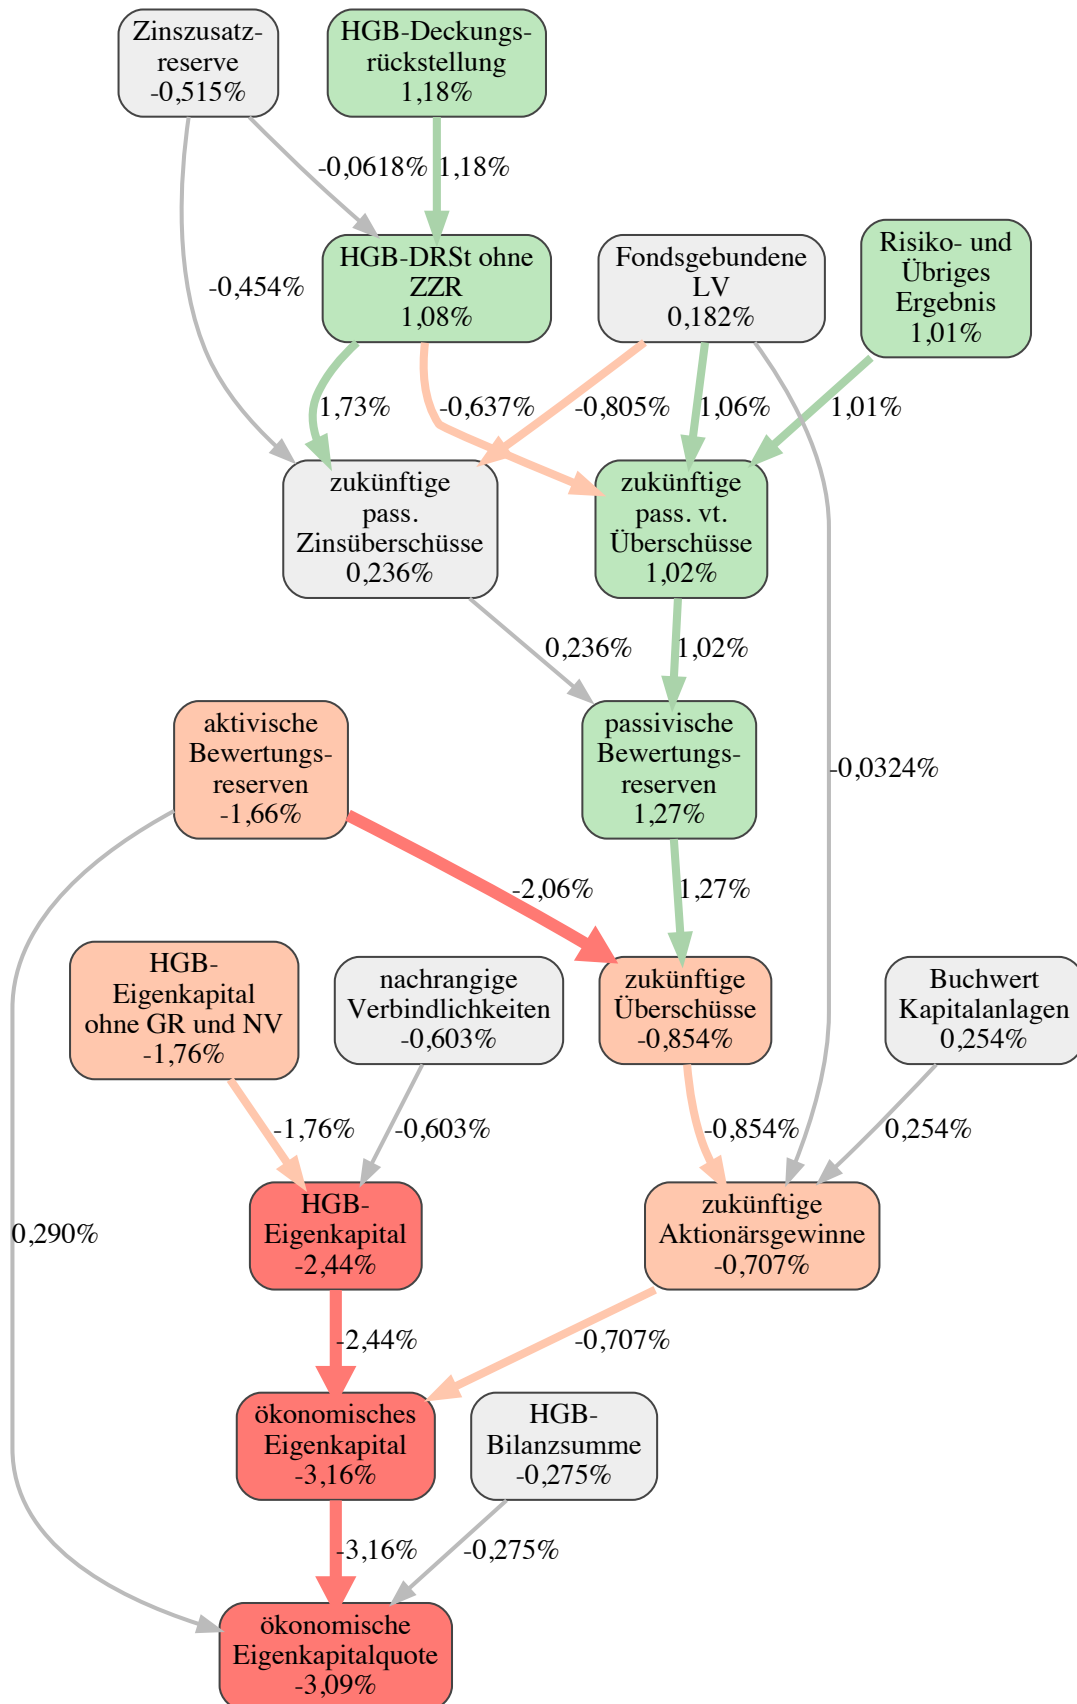 Zinszusatz-
reserve
-0,515%
HGB-Deckungs-
rückstellung
1,18%
-0,0618%
1,18%
HGB-DRSt ohne
ZZR
1,08%
Fondsgebundene
LV
0,182%
Risiko- und
Übriges
Ergebnis
1,01%
-0,454%
1,73%
-0,637%
-0,805%
1,06%
1,01%
zukünftige
pass.
Zinsüberschüsse
0,236%
zukünftige
pass. vt.
Überschüsse
1,02%
0,236%
1,02%
aktivische
Bewertungs-
reserven
-1,66%
passivische
Bewertungs-
reserven
1,27%
-0,0324%
-2,06%
1,27%
HGB-
Eigenkapital
ohne GR und NV
-1,76%
nachrangige
Verbindlichkeiten
-0,603%
zukünftige
Überschüsse
-0,854%
Buchwert
Kapitalanlagen
0,254%
-1,76%
-0,603%
-0,854%
0,254%
0,290%
HGB-
Eigenkapital
-2,44%
zukünftige
Aktionärsgewinne
-0,707%
-2,44%
-0,707%
ökonomisches
Eigenkapital
-3,16%
HGB-
Bilanzsumme
-0,275%
-3,16%
-0,275%
ökonomische
Eigenkapitalquote
-3,09%